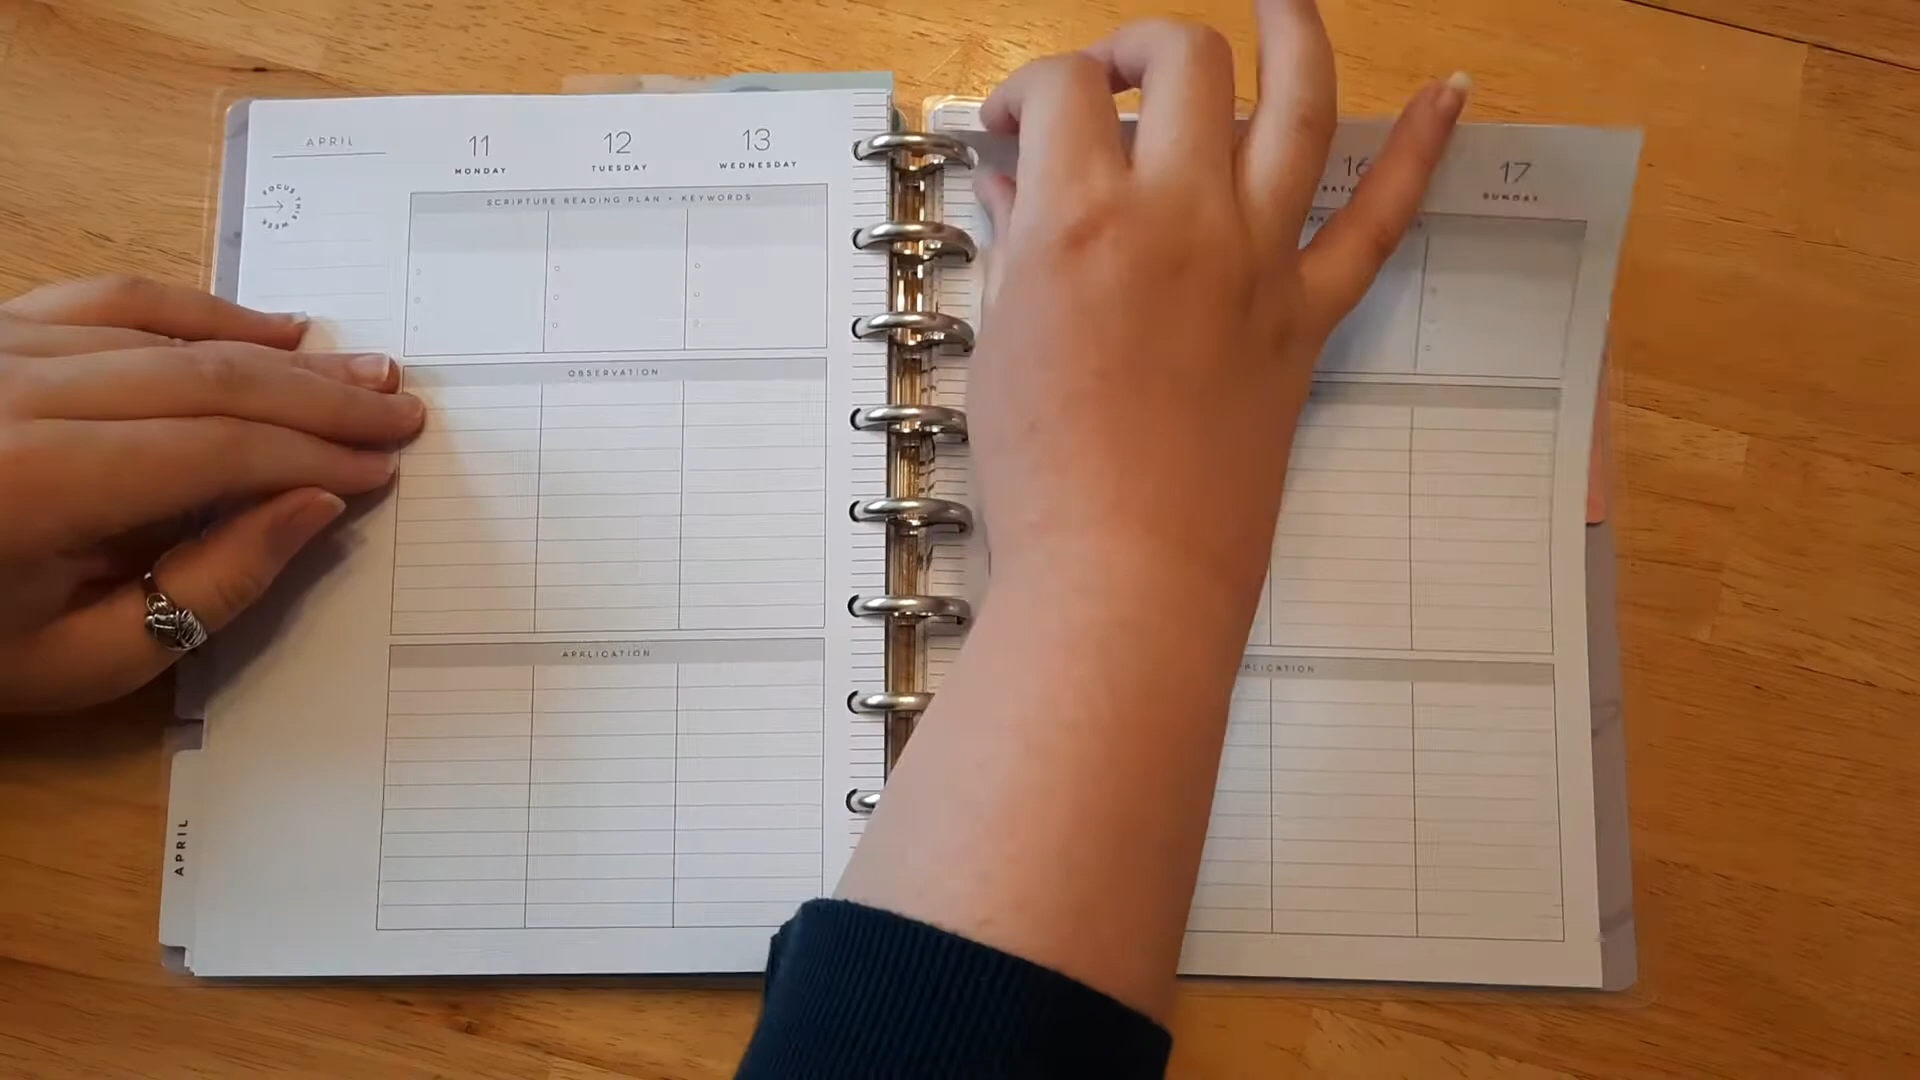 APRIL
11 12 13
MONDAY TUESDAY WEDNESDAY
FOCUS THIS WEEK
SCRIPTURE READING PLAN + KEYWORDS
OBSERVATION
APPLICATION
APRIL
16 17
SUNDAY